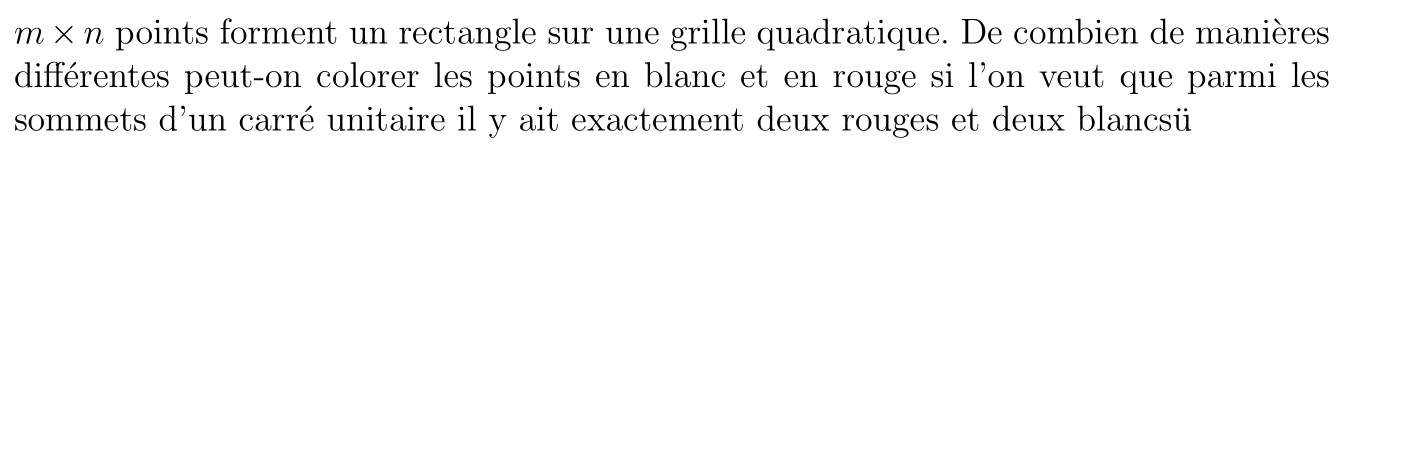 m × n points forment un rectangle sur une grille quadratique. De combien de manières
différentes peut-on colorer les points en blanc et en rouge si l'on veut que parmi les
sommets d'un carré unitaire il y ait exactement deux rouges et deux blancsü